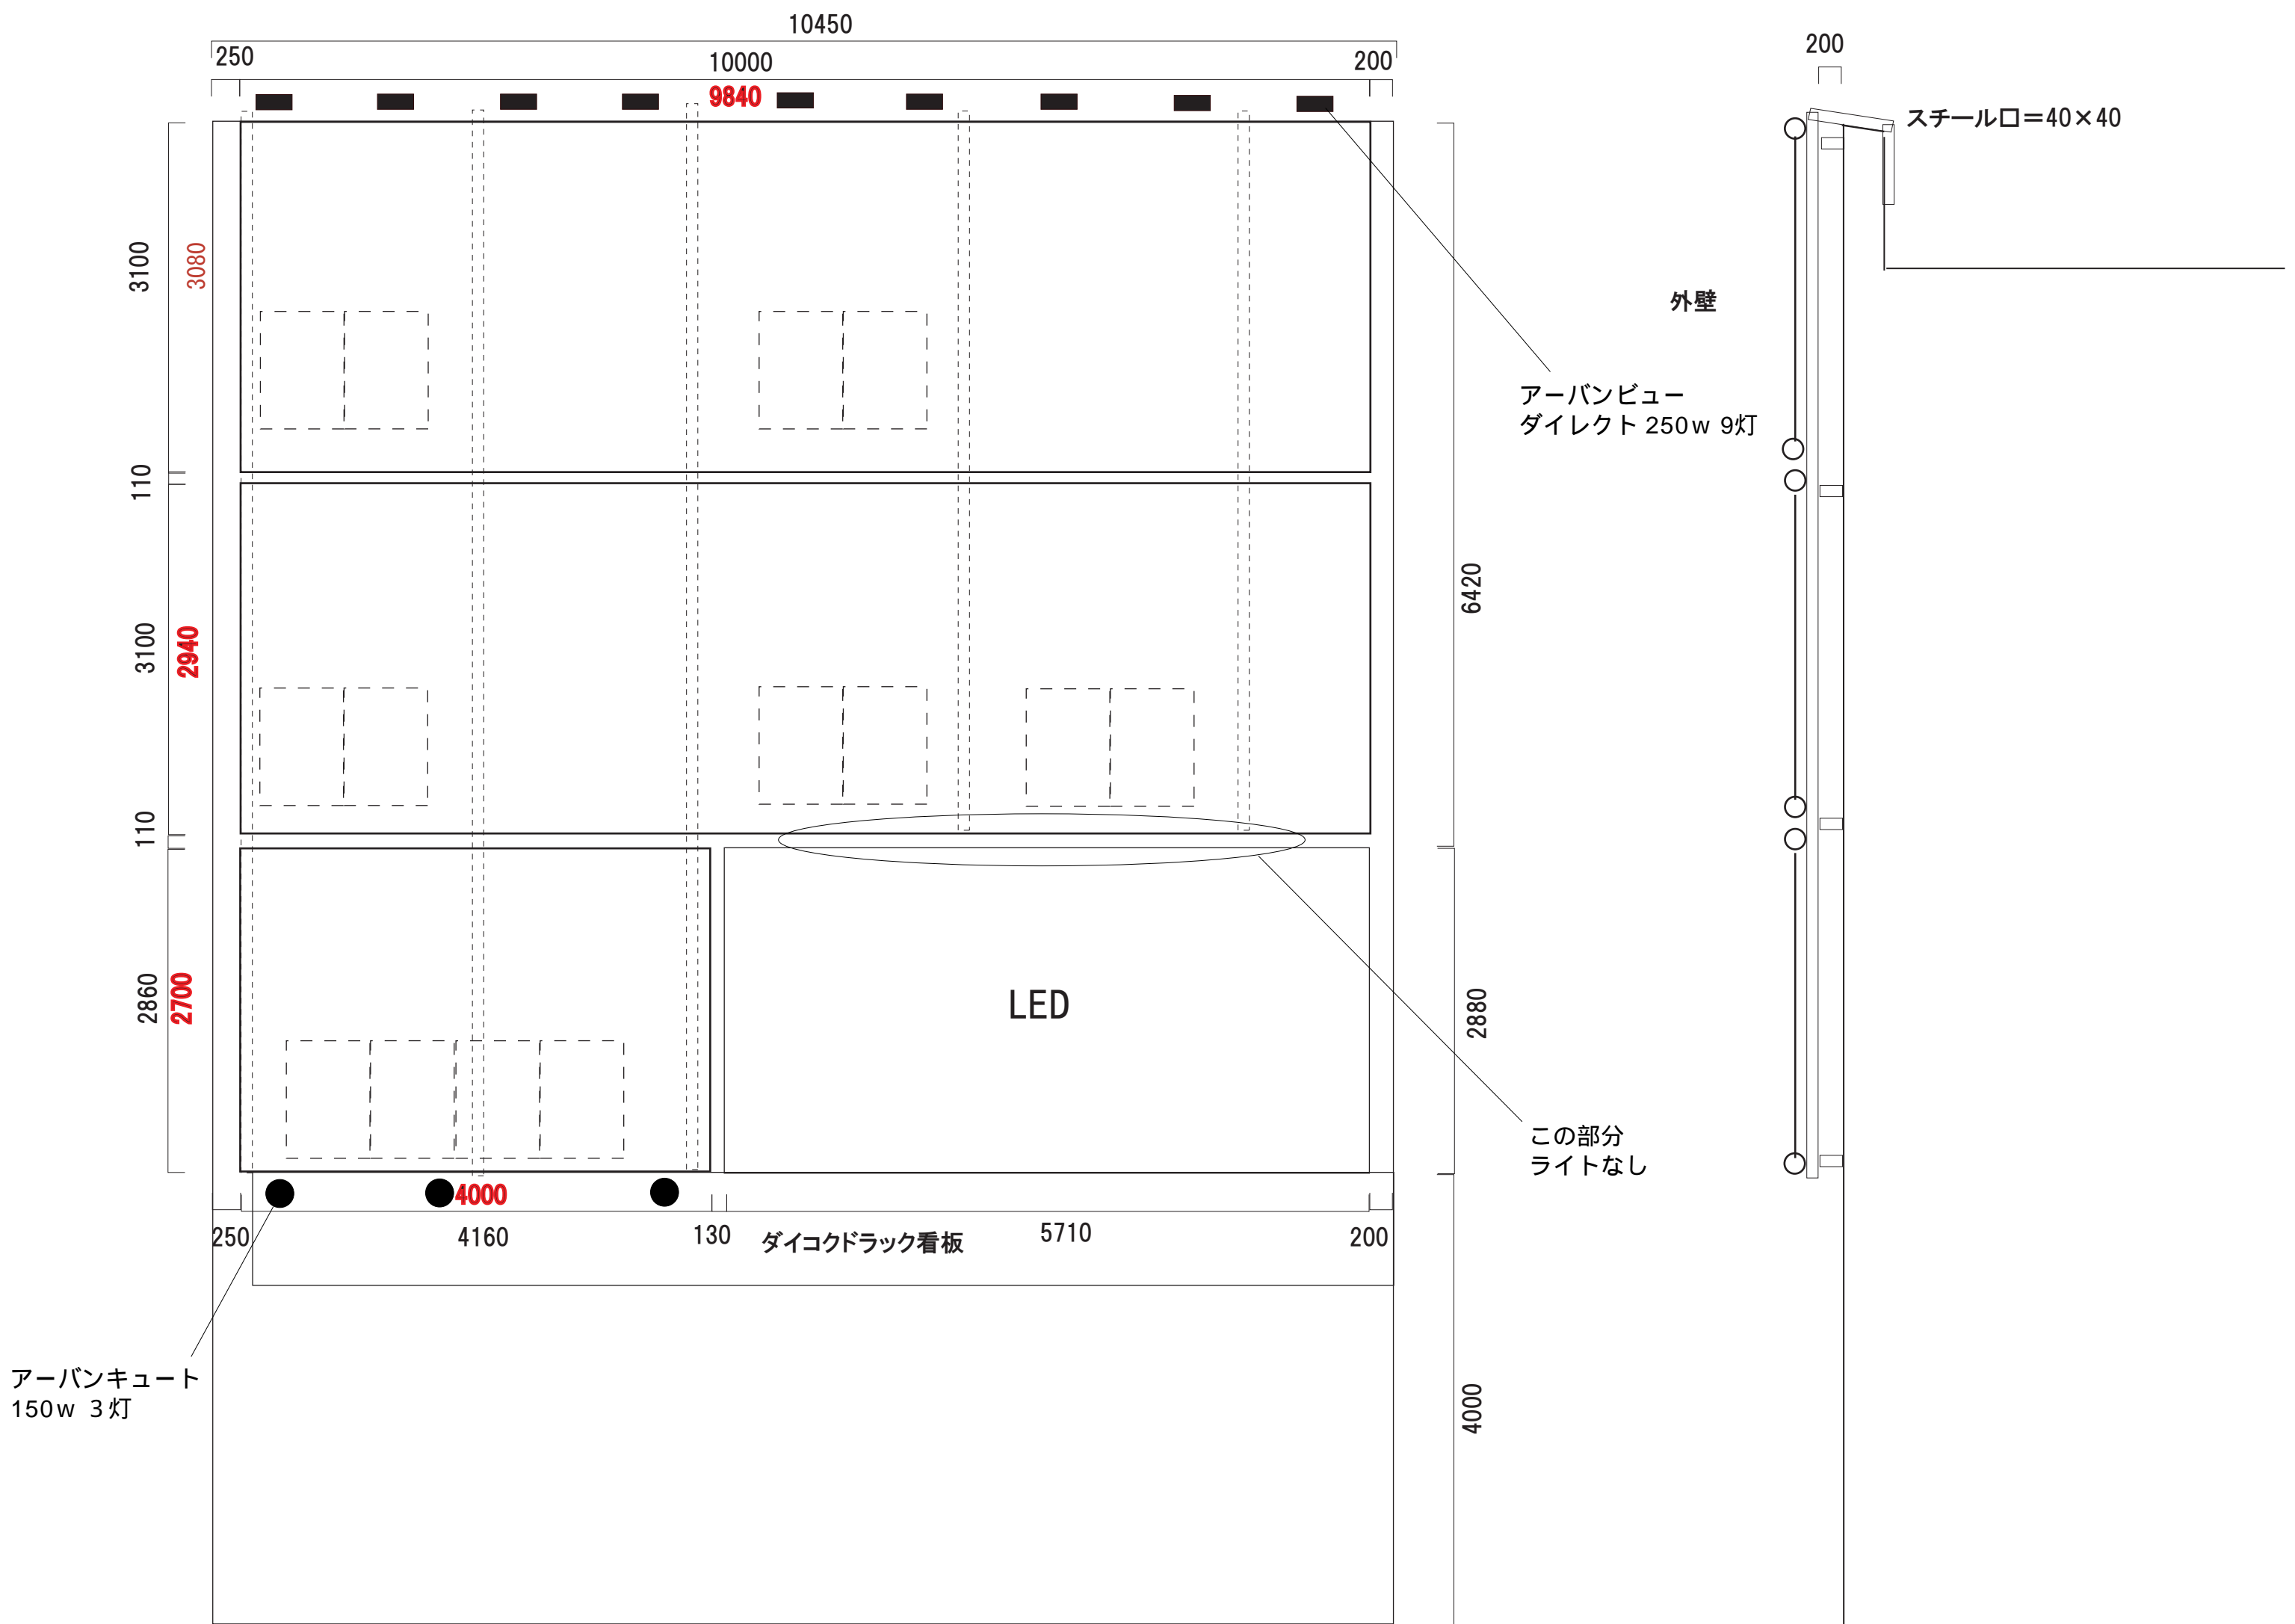 10450
250
10000
200
9840
200
スチールロ＝40×40
3100
3080
外壁
アーバンビュー
ダイレクト 250w 9灯
110
6420
3100
2940
110
2860
2700
LED
2880
この部分
ライトなし
4000
250
4160
130
ダイコクドラック看板
5710
200
アーバンキュート
150w 3灯
4000